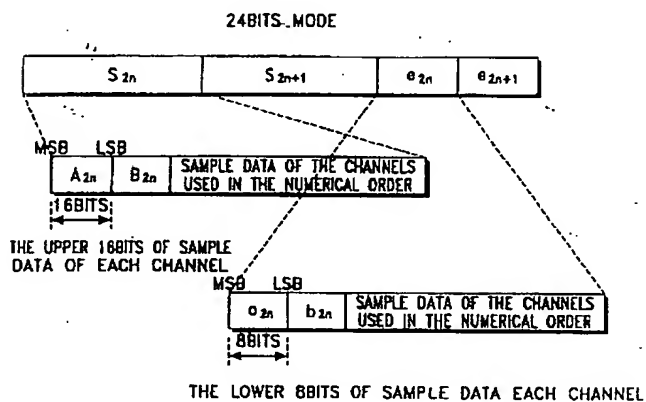 24BITS-MODE
S2n S2n+1 e2n e2n+1
MSB LSB
A2n B2n SAMPLE DATA OF THE CHANNELS
USED IN THE NUMERICAL ORDER
16BITS
THE UPPER 16BITS OF SAMPLE
DATA OF EACH CHANNEL
MSB LSB
a2n b2n SAMPLE DATA OF THE CHANNELS
USED IN THE NUMERICAL ORDER
8BITS
THE LOWER 8BITS OF SAMPLE DATA EACH CHANNEL